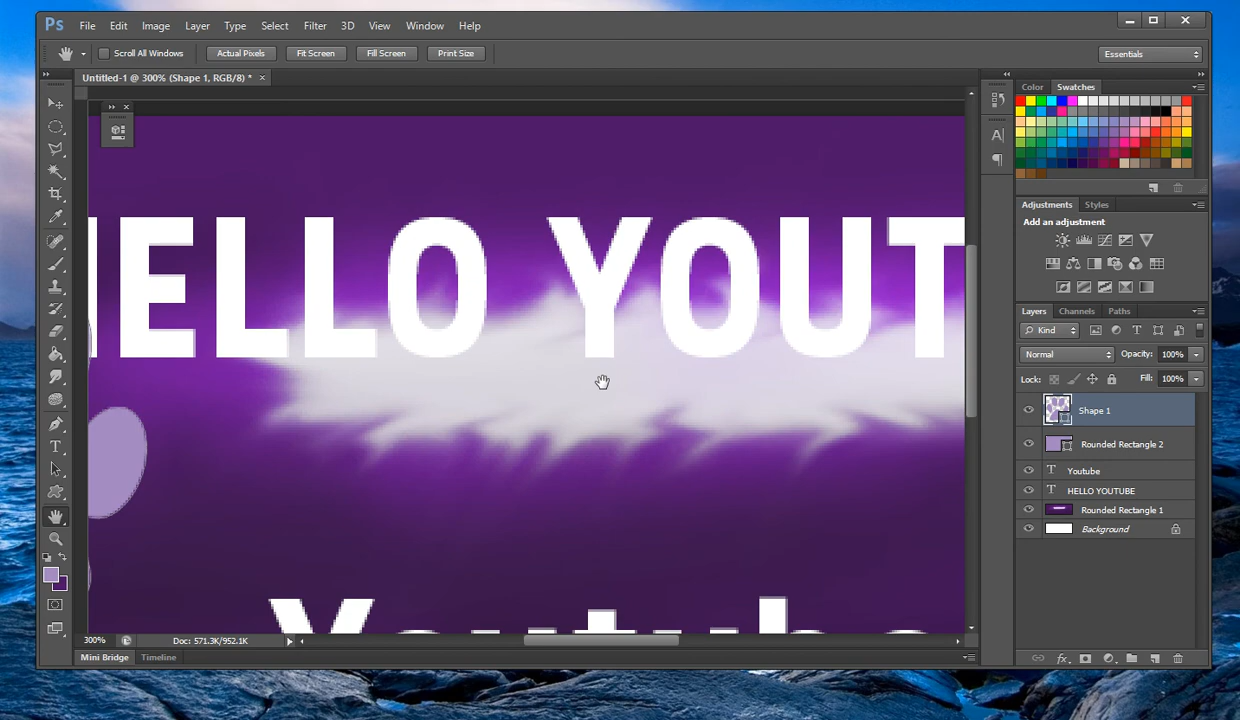 Ps File Edit Image Layer Type Select Filter 3D View Window Help
Scroll All Windows Actual Pixels Fit Screen Fill Screen Print Size Essentials
Untitled-1 @ 300% (Shape 1, RGB/8) *
Color Swatches
Adjustments Styles
Add an adjustment
HELLO YOUT
Layers Channels Paths
Kind
Normal Opacity: 100%
Lock: Fill: 100%
Shape 1
Rounded Rectangle 2
T Youtube
T HELLO YOUTUBE
Rounded Rectangle 1
Background
Youtube
300% Doc: 571.3K/952.1K
Mini Bridge Timeline